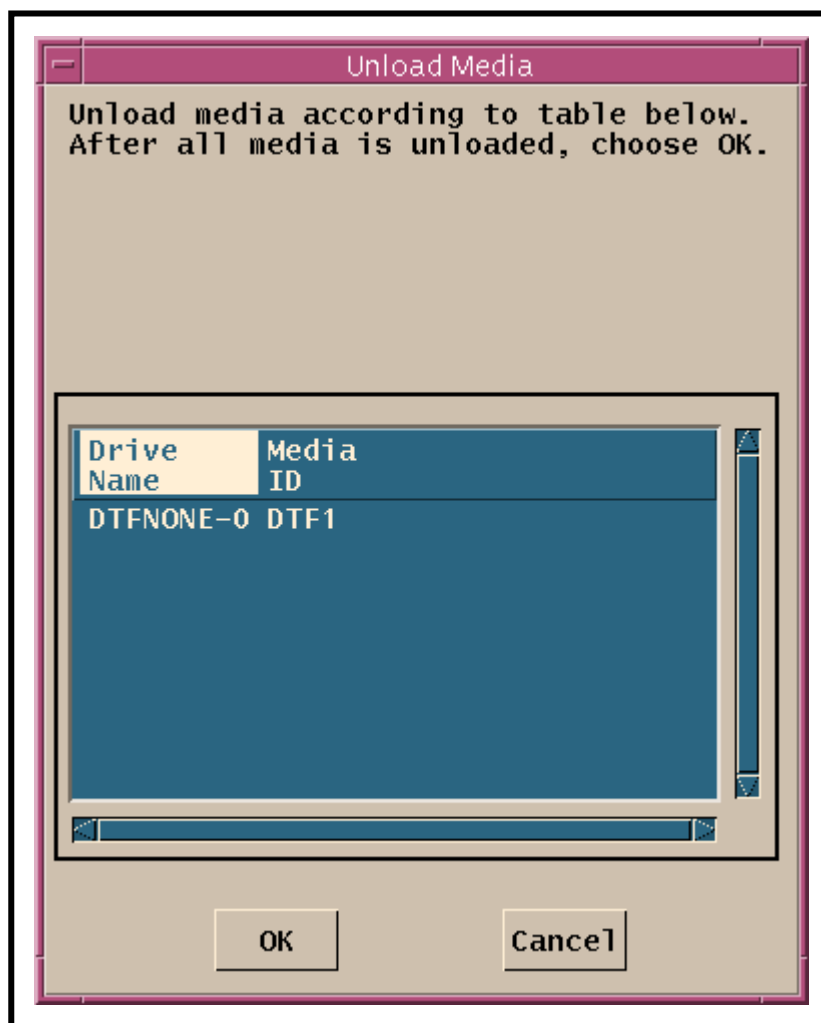 Unload Media
Unload media according to table below.
After all media is unloaded, choose OK.
Drive Media
Name ID
DTFNONE-0 DTF1
OK Cancel